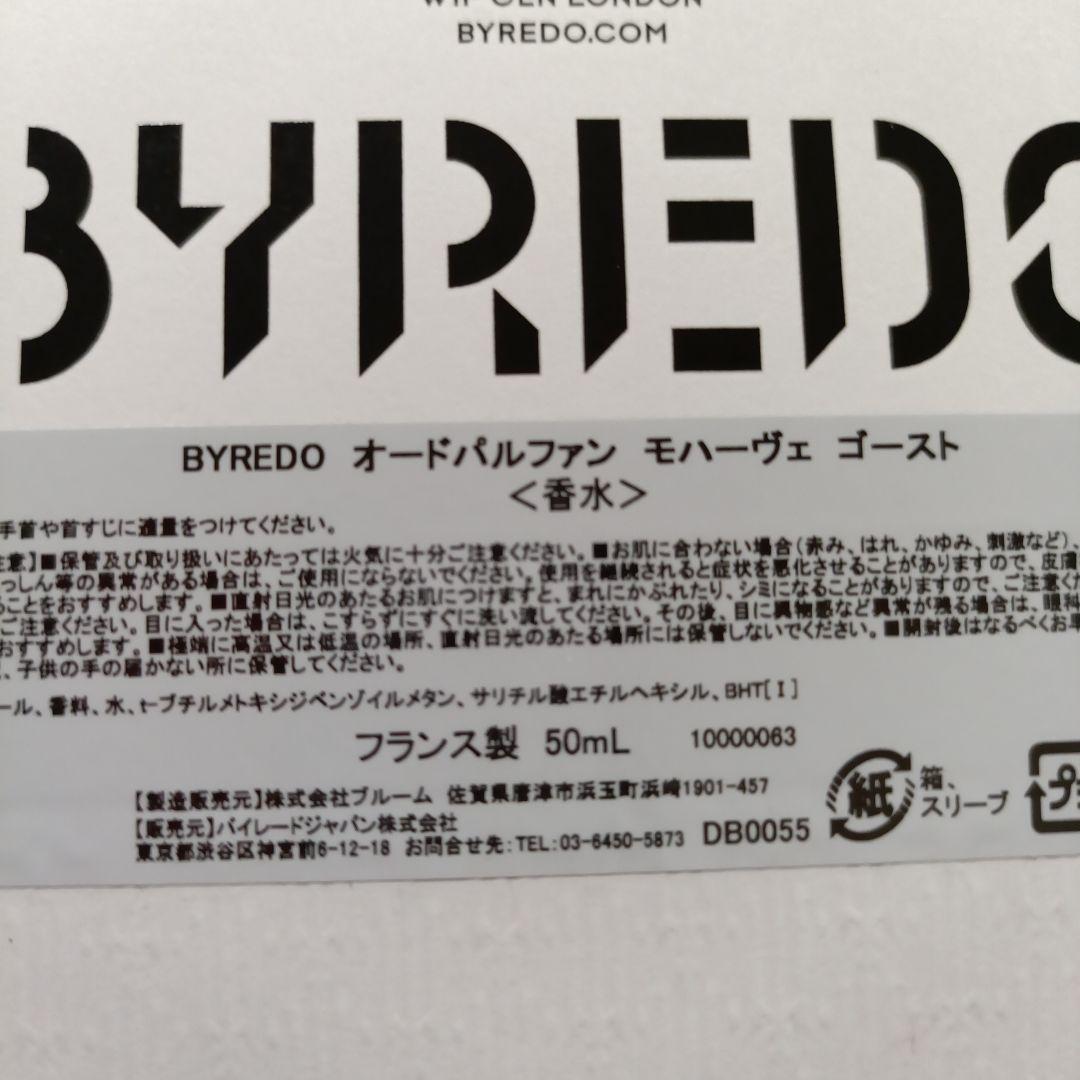 W1F 0EN LONDON
BYREDO.COM
BYREDO
BYREDO オードパルファン モハーヴェ ゴースト
＜香水＞
手首や首すじに適量をつけてください。
注意】■保管及び取り扱いにあたっては火気に十分ご注意ください。■お肌に合わない場合（赤み、はれ、かゆみ、刺激など）、
っしん等の異常がある場合は、ご使用にならないでください。使用を継続されると症状を悪化させることがありますので、皮膚
ることをおすすめします。■直射日光のあたるお肌につけますと、まれにかぶれたり、シミになることがありますので、ご注意くだ
ご注意ください。目に入った場合は、こすらずにすぐに洗い流してください。その後、目に異物感など異常が残る場合は、眼科
おすすめします。■極端に高温又は低温の場所、直射日光のあたる場所には保管しないでください。■開封後はなるべくお早
、子供の手の届かない所に保管してください。
ール、香料、水、t-ブチルメトキシジベンゾイルメタン、サリチル酸エチルヘキシル、BHT[Ⅰ]
フランス製 50mL 10000063
【製造販売元】株式会社ブルーム 佐賀県唐津市浜玉町浜崎1901-457
【販売元】バイレードジャパン株式会社
東京都渋谷区神宮前6-12-18 お問合せ先：TEL：03-6450-5873 DB0055
紙 箱、
スリーブ
プラ